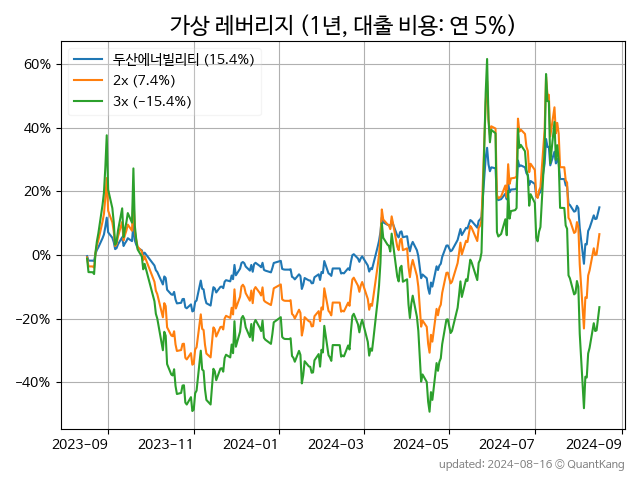 가상 레버리지 (1년, 대출 비용: 연 5%)
두산에너빌리티 (15.4%)
2x (7.4%)
3x (−15.4%)
60%
40%
20%
0%
−20%
−40%
2023-09
2023-11
2024-01
2024-03
2024-05
2024-07
2024-09
updated: 2024-08-16 © QuantKang